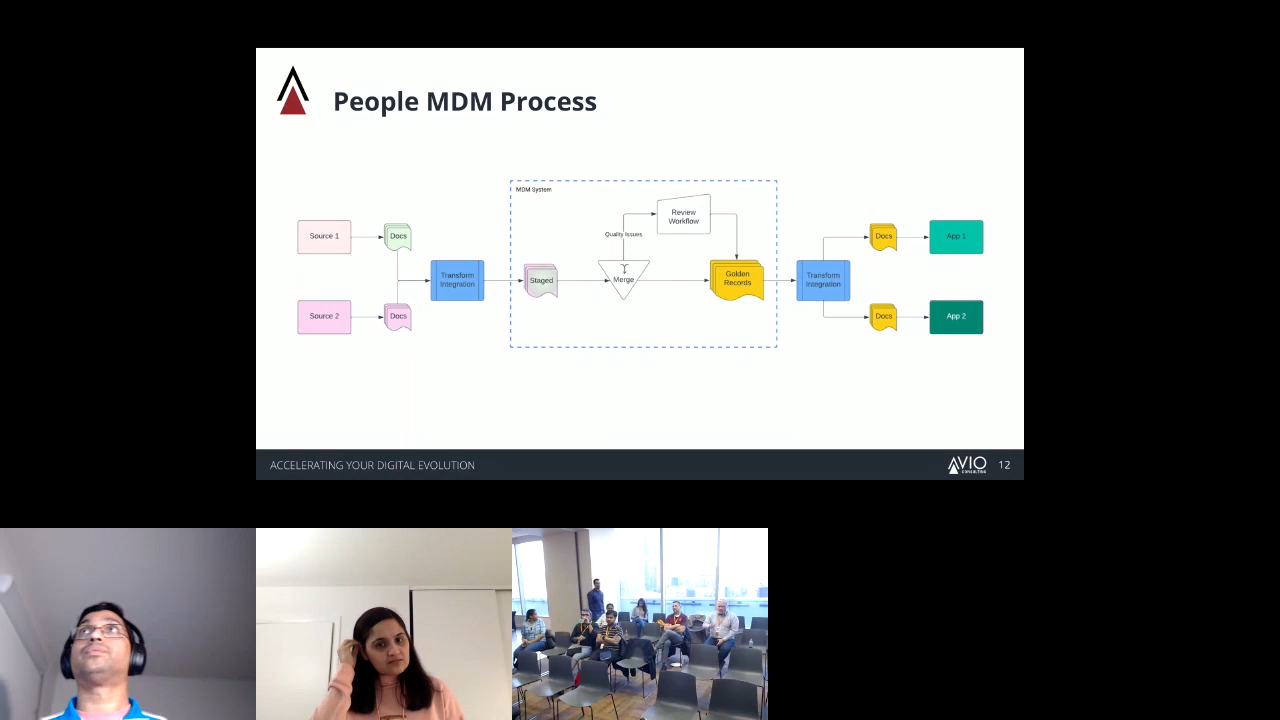 People MDM Process
MDM System
Source 1
Docs
Source 2
Docs
Transform
Integration
Staged
Quality Issues
Merge
Review
Workflow
Golden
Records
Transform
Integration
Docs
App 1
Docs
App 2
ACCELERATING YOUR DIGITAL EVOLUTION
AVIO
CONSULTING
12